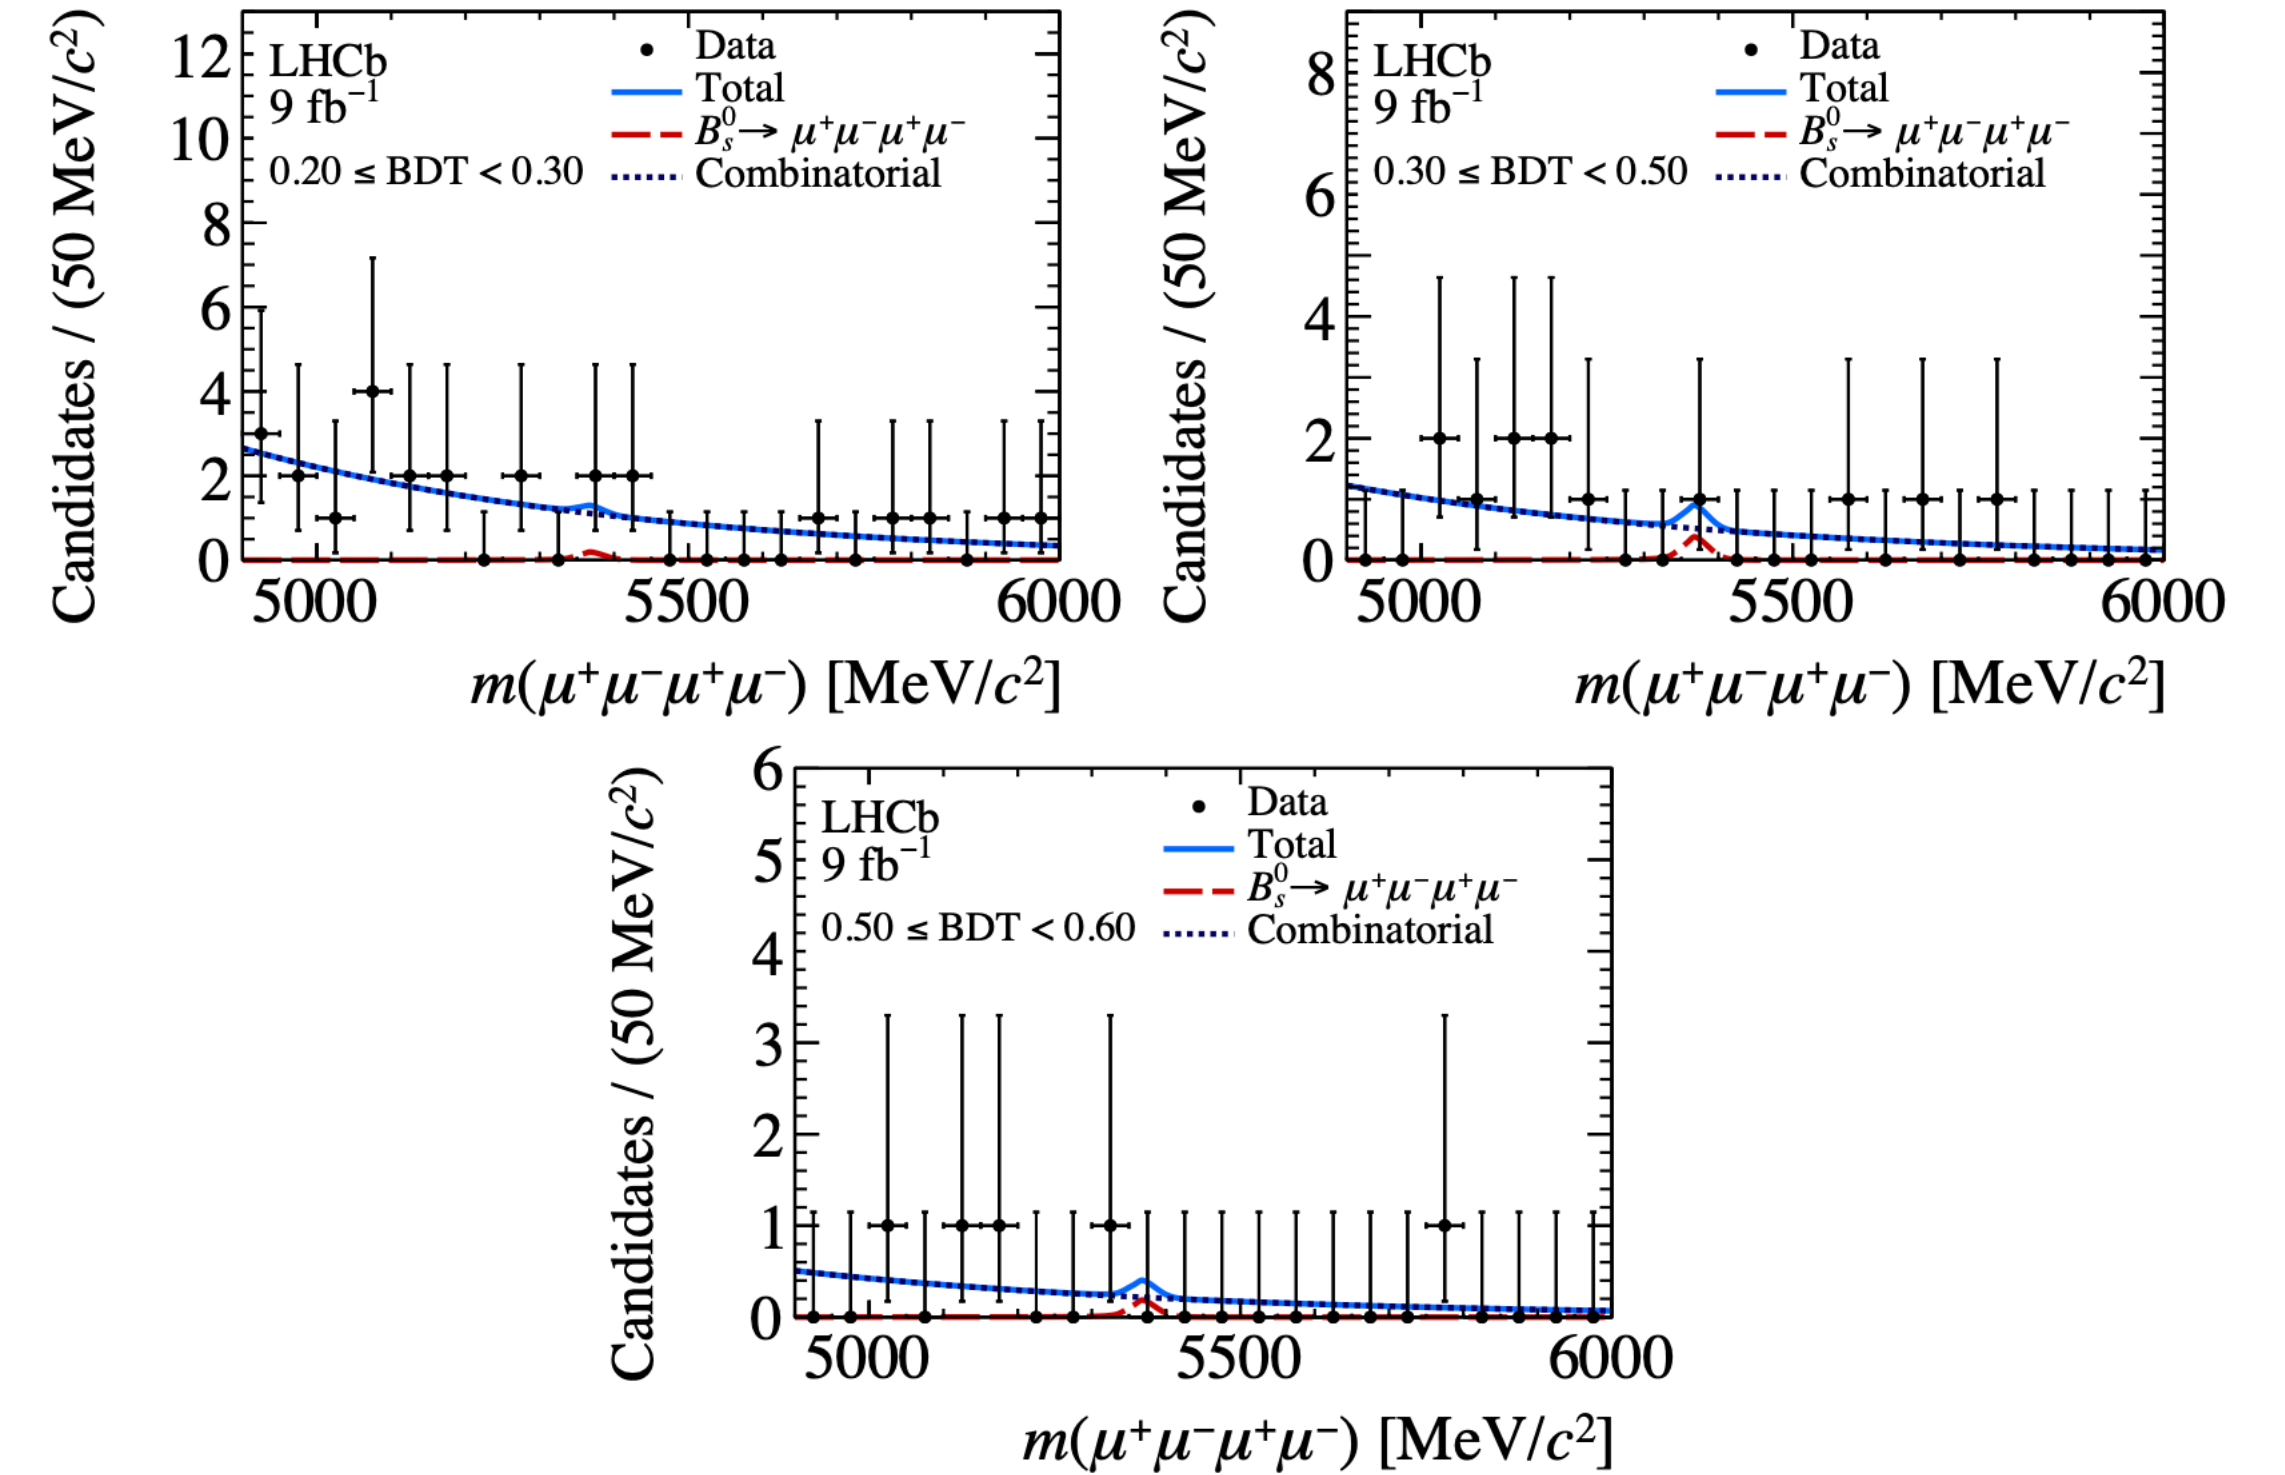 Candidates / (50 MeV/c²)
12
10
8
6
4
2
0
LHCb
9 fb⁻¹
0.20 ≤ BDT < 0.30
Data
Total
B⁰ₛ→ μ⁺μ⁻μ⁺μ⁻
Combinatorial
5000
5500
6000
m(μ⁺μ⁻μ⁺μ⁻) [MeV/c²]
Candidates / (50 MeV/c²)
8
6
4
2
0
LHCb
9 fb⁻¹
0.30 ≤ BDT < 0.50
Data
Total
B⁰ₛ→ μ⁺μ⁻μ⁺μ⁻
Combinatorial
5000
5500
6000
m(μ⁺μ⁻μ⁺μ⁻) [MeV/c²]
Candidates / (50 MeV/c²)
6
5
4
3
2
1
0
LHCb
9 fb⁻¹
0.50 ≤ BDT < 0.60
Data
Total
B⁰ₛ→ μ⁺μ⁻μ⁺μ⁻
Combinatorial
5000
5500
6000
m(μ⁺μ⁻μ⁺μ⁻) [MeV/c²]